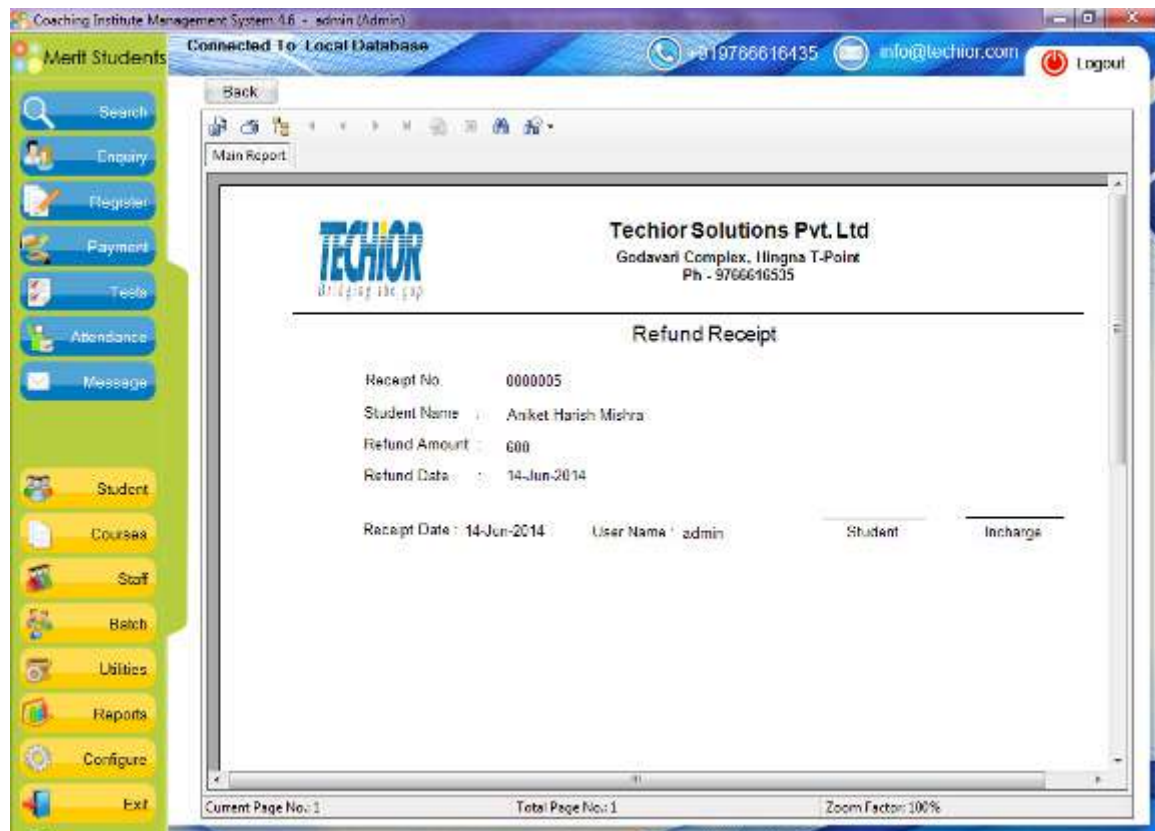 Coaching Institute Management System 4.6 - admin (Admin)
Merit Students
Connected To Local Database
+919766616435
info@techior.com
Logout
Back
Search
Enquiry
Register
Payment
Tests
Attendance
Message
Student
Courses
Staff
Batch
Utilities
Reports
Configure
Exit
Main Report
TECHIOR
Bridging the gap
Techior Solutions Pvt. Ltd
Godavari Complex, Hingna T-Point
Ph - 9766616535
Refund Receipt
Receipt No 0000005
Student Name : Aniket Harish Mishra
Refund Amount : 600
Refund Date : 14-Jun-2014
Receipt Date : 14-Jun-2014 User Name : admin Student Incharge
Current Page No.: 1 Total Page No.: 1 Zoom Factor: 100%